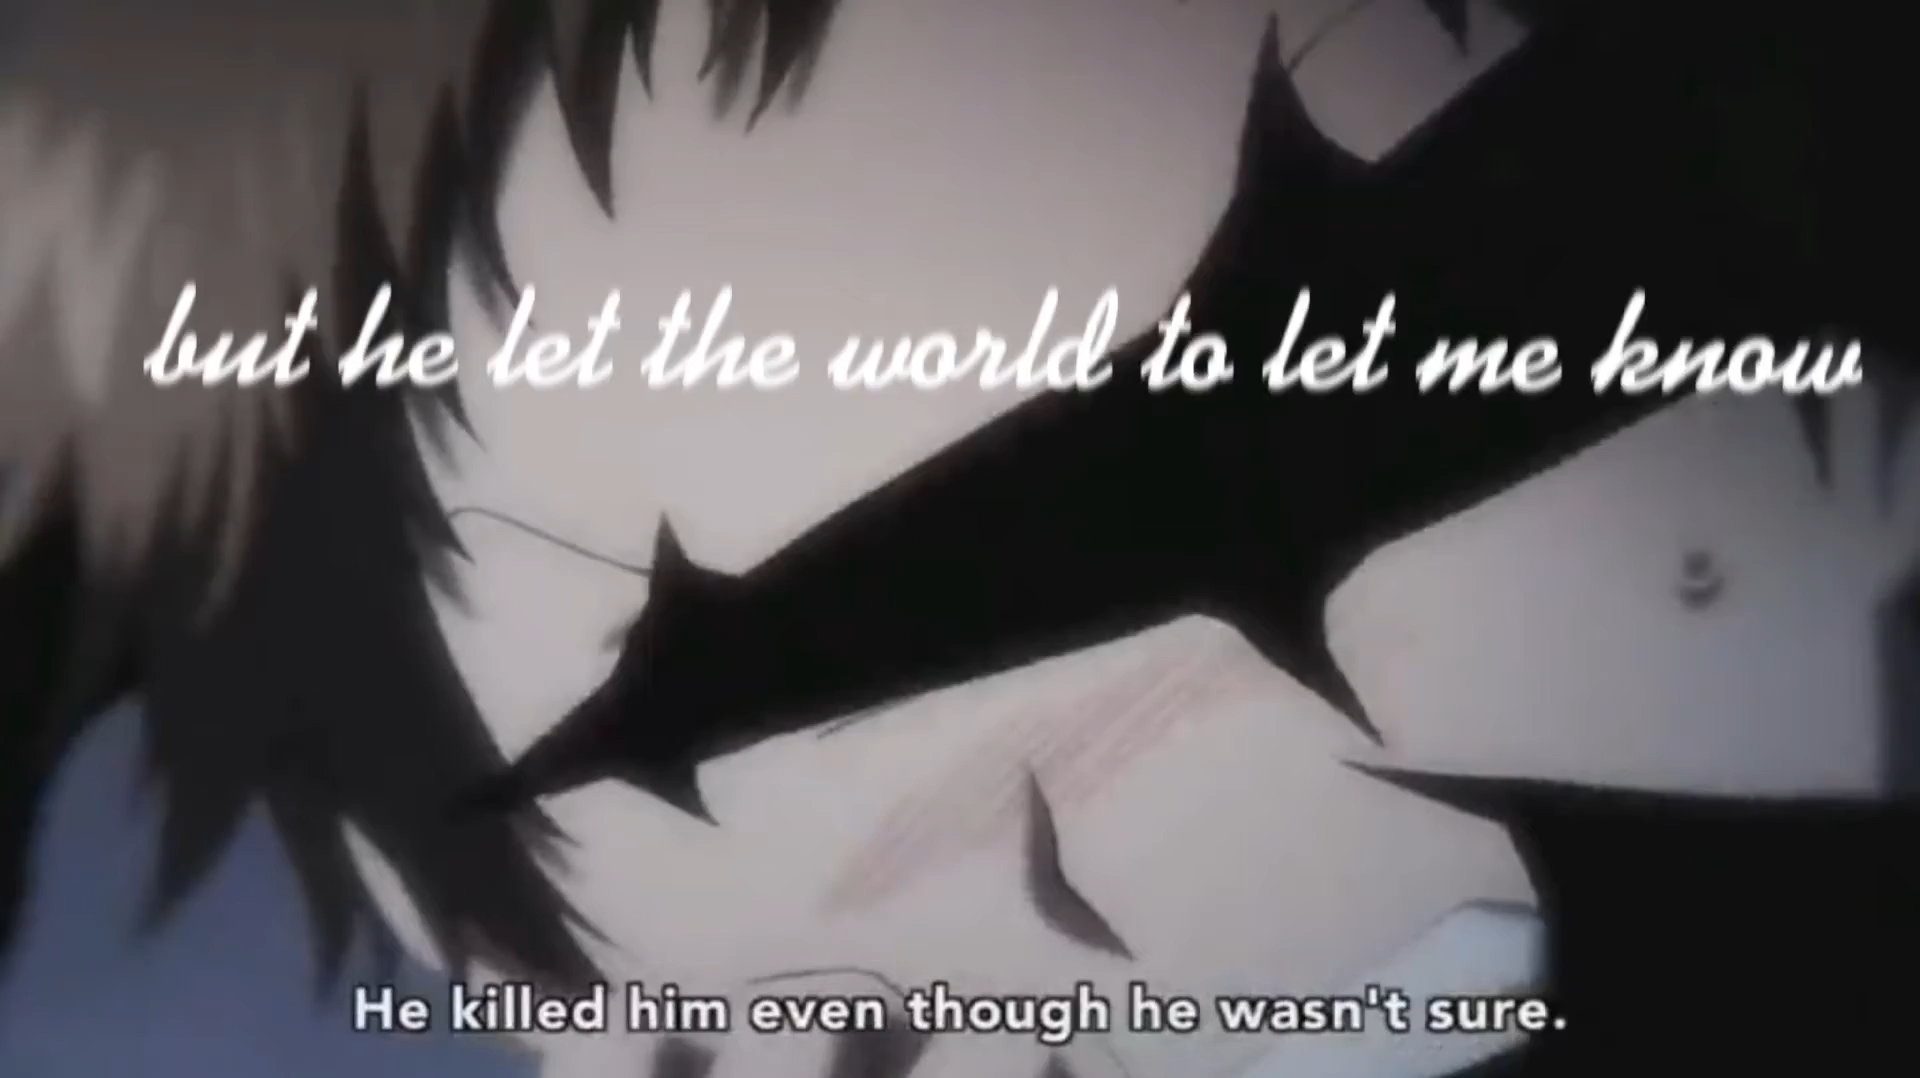 but he let the world to let me know
He killed him even though he wasn't sure.